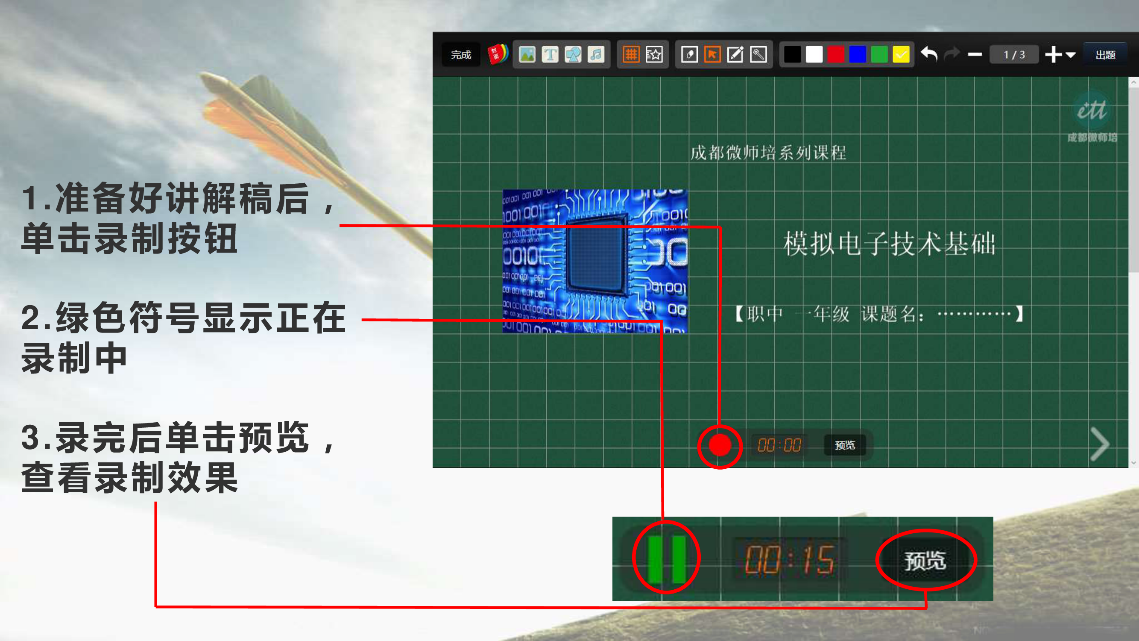 1.准备好讲解稿后，
单击录制按钮
2.绿色符号显示正在
录制中
3.录完后单击预览，
查看录制效果
完成
1/3
出题
ctt
成都微师培
成都微师培系列课程
模拟电子技术基础
【职中 一年级 课题名：…………】
00:00
预览
00:15
预览